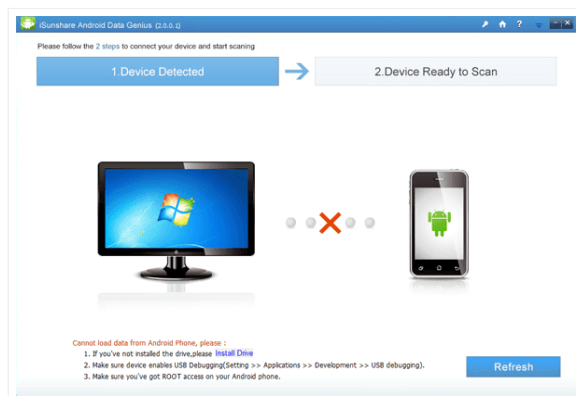 iSunshare Android Data Genius (2.0.0.1)
?
Please follow the 2 steps to connect your device and start scaning
1.Device Detected
2.Device Ready to Scan
Cannot load data from Android Phone, please :
1. If you've not installed the drive,please Install Drive
2. Make sure device enables USB Debugging(Setting >> Applications >> Development >> USB debugging).
3. Make sure you've got ROOT access on your Android phone.
Refresh